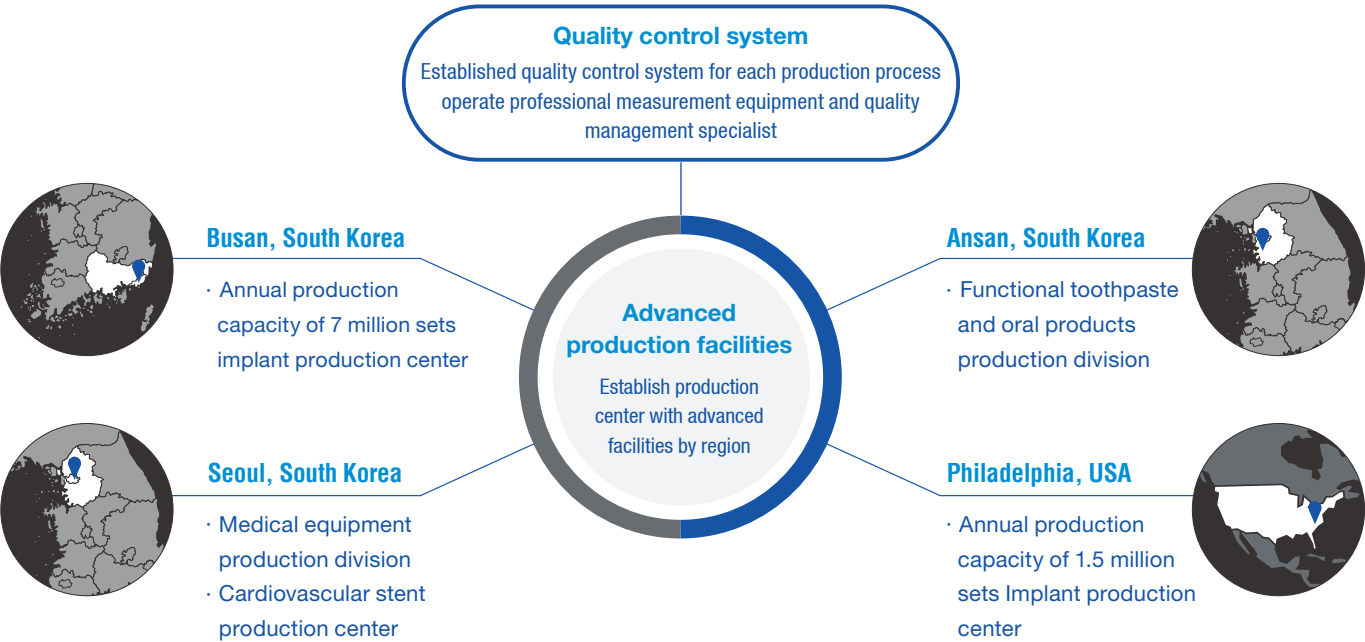 Quality control system
Established quality control system for each production process
operate professional measurement equipment and quality
management specialist
Busan, South Korea
· Annual production
capacity of 7 million sets
implant production center
Ansan, South Korea
· Functional toothpaste
and oral products
production division
Advanced
production facilities
Establish production
center with advanced
facilities by region
Seoul, South Korea
· Medical equipment
production division
· Cardiovascular stent
production center
Philadelphia, USA
· Annual production
capacity of 1.5 million
sets Implant production
center